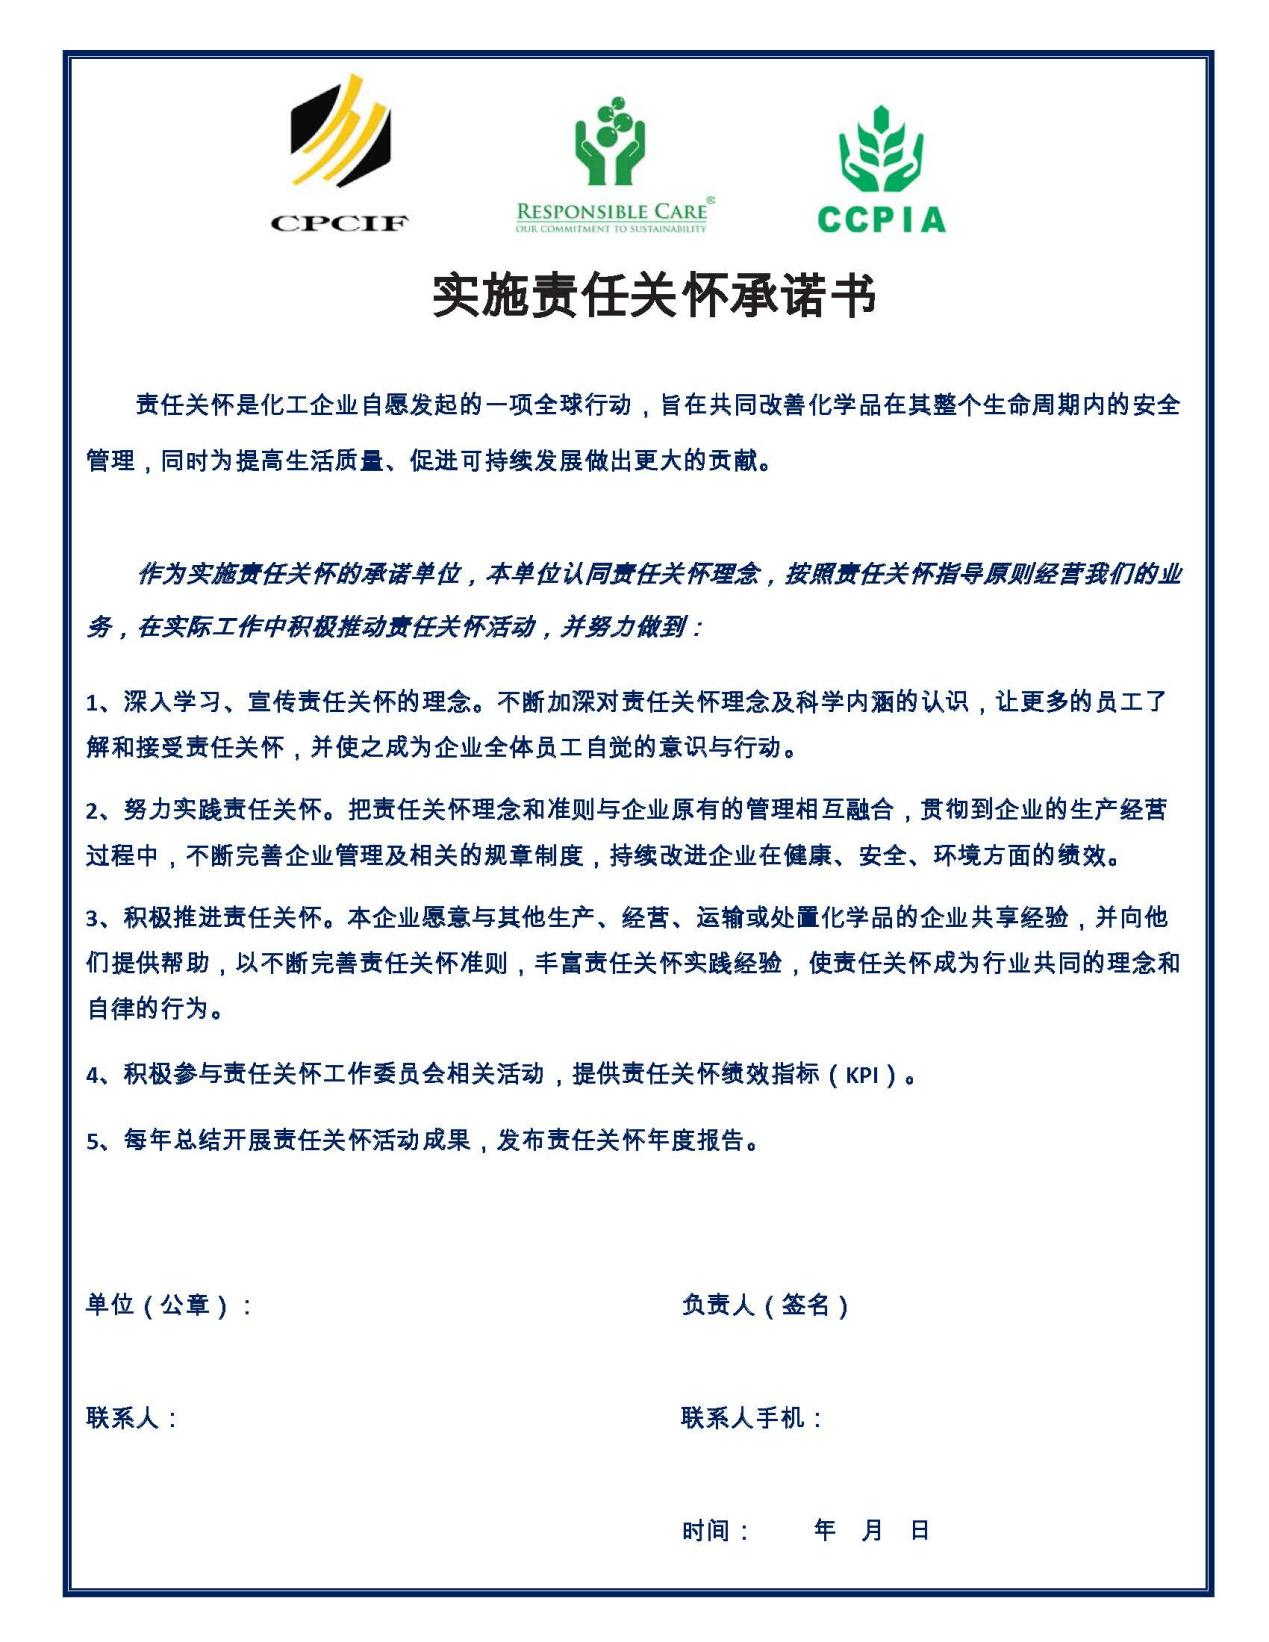 CPCIF
RESPONSIBLE CARE®
OUR COMMITMENT TO SUSTAINABILITY
CCPIA
实施责任关怀承诺书
责任关怀是化工企业自愿发起的一项全球行动，旨在共同改善化学品在其整个生命周期内的安全
管理，同时为提高生活质量、促进可持续发展做出更大的贡献。
作为实施责任关怀的承诺单位，本单位认同责任关怀理念，按照责任关怀指导原则经营我们的业
务，在实际工作中积极推动责任关怀活动，并努力做到：
1、深入学习、宣传责任关怀的理念。不断加深对责任关怀理念及科学内涵的认识，让更多的员工了
解和接受责任关怀，并使之成为企业全体员工自觉的意识与行动。
2、努力实践责任关怀。把责任关怀理念和准则与企业原有的管理相互融合，贯彻到企业的生产经营
过程中，不断完善企业管理及相关的规章制度，持续改进企业在健康、安全、环境方面的绩效。
3、积极推进责任关怀。本企业愿意与其他生产、经营、运输或处置化学品的企业共享经验，并向他
们提供帮助，以不断完善责任关怀准则，丰富责任关怀实践经验，使责任关怀成为行业共同的理念和
自律的行为。
4、积极参与责任关怀工作委员会相关活动，提供责任关怀绩效指标（KPI）。
5、每年总结开展责任关怀活动成果，发布责任关怀年度报告。
单位（公章）： 负责人（签名）
联系人： 联系人手机：
时间： 年 月 日